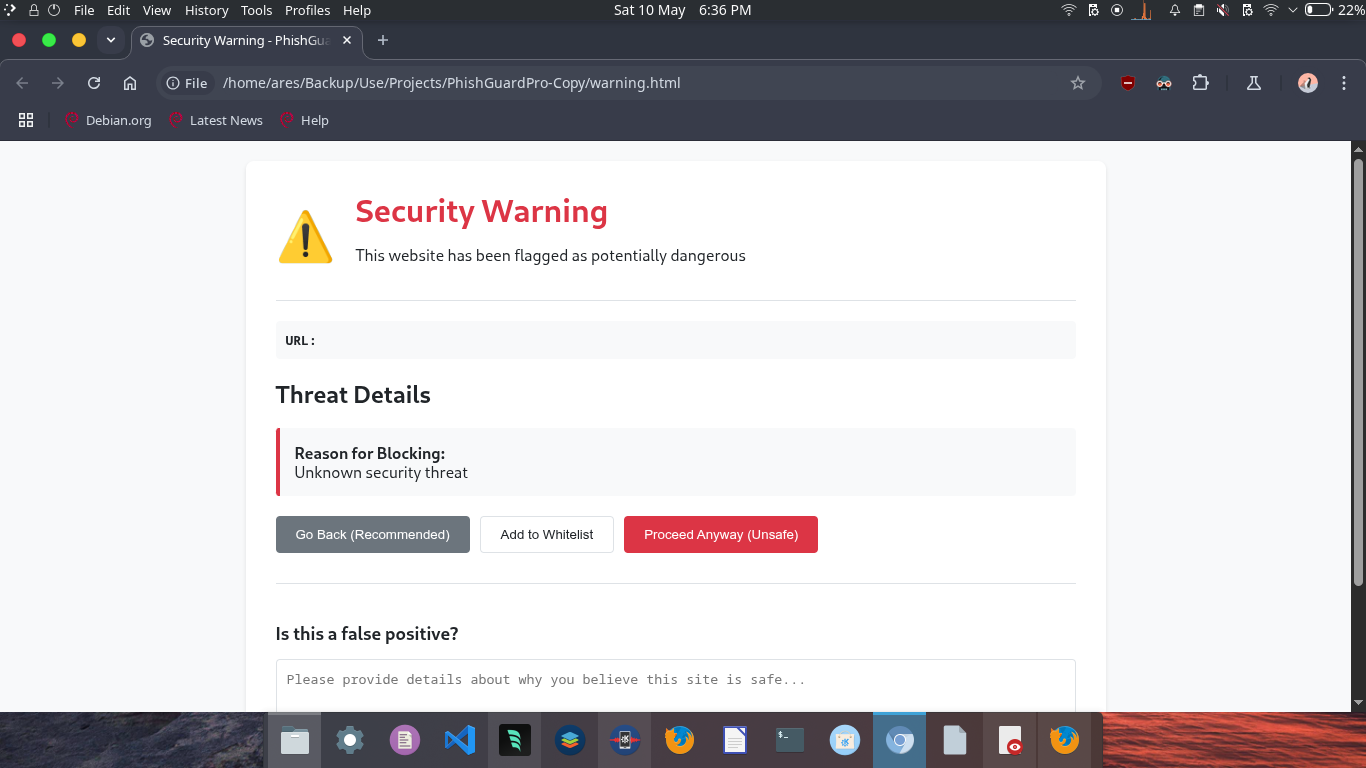 File Edit View History Tools Profiles Help Sat 10 May 6:36 PM 22%
Security Warning - PhishGua
File /home/ares/Backup/Use/Projects/PhishGuardPro-Copy/warning.html
Debian.org Latest News Help
Security Warning
This website has been flagged as potentially dangerous
URL:
Threat Details
Reason for Blocking:
Unknown security threat
Go Back (Recommended) Add to Whitelist Proceed Anyway (Unsafe)
Is this a false positive?
Please provide details about why you believe this site is safe...